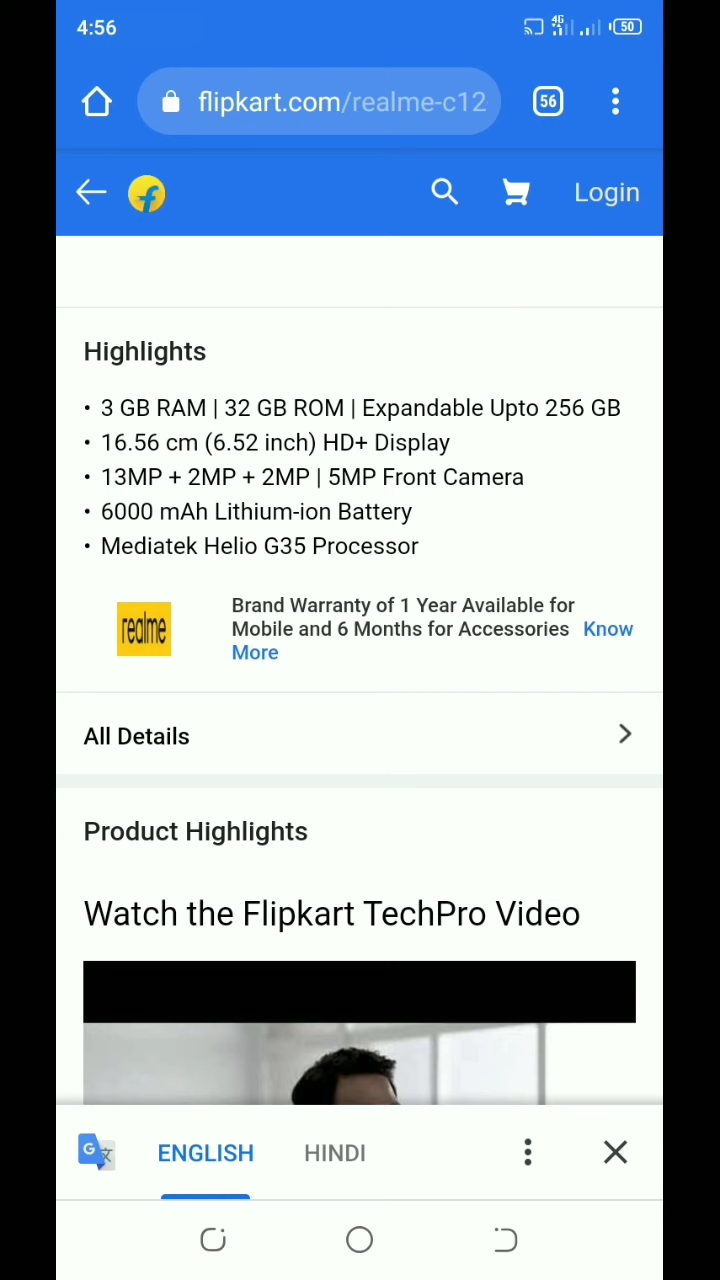 4:56
4G
50
flipkart.com/realme-c12
56
Login
Highlights
• 3 GB RAM | 32 GB ROM | Expandable Upto 256 GB
• 16.56 cm (6.52 inch) HD+ Display
• 13MP + 2MP + 2MP | 5MP Front Camera
• 6000 mAh Lithium-ion Battery
• Mediatek Helio G35 Processor
realme
Brand Warranty of 1 Year Available for
Mobile and 6 Months for Accessories Know
More
All Details
Product Highlights
Watch the Flipkart TechPro Video
G 文
ENGLISH HINDI